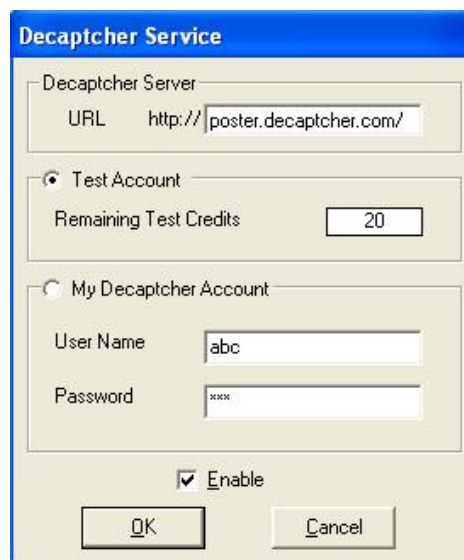 Decaptcher Service
Decaptcher Server
URL http:// poster.decaptcher.com/
Test Account
Remaining Test Credits 20
My Decaptcher Account
User Name abc
Password ***
Enable
OK Cancel